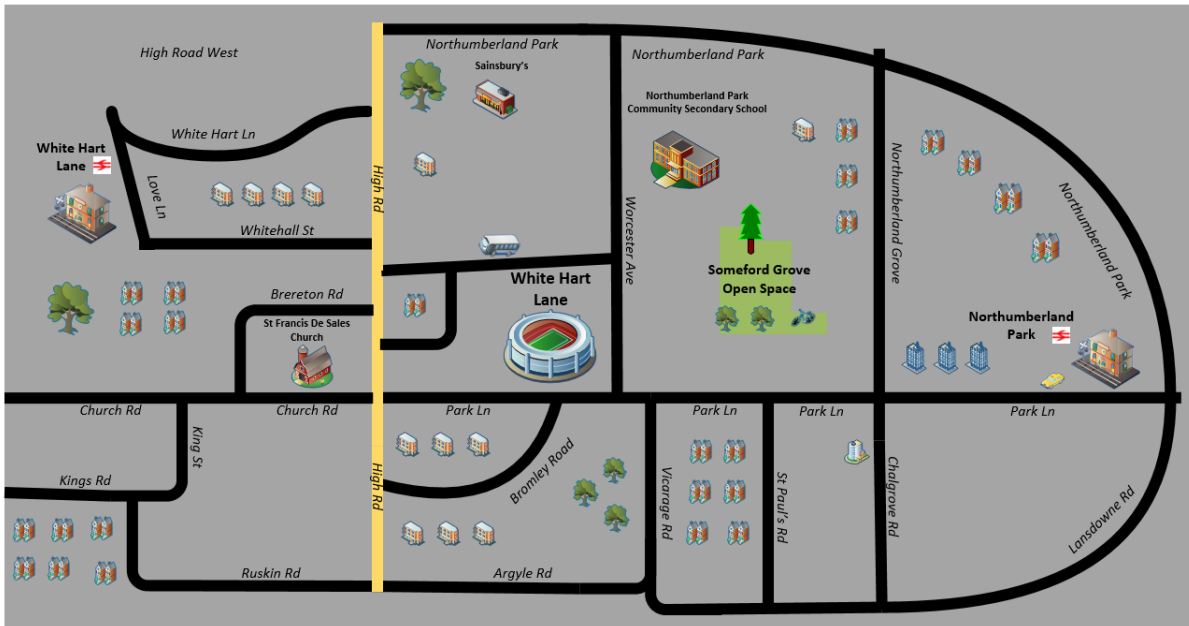 High Road West
Northumberland Park
Sainsbury's
Northumberland Park
Northumberland Park
Community Secondary School
White Hart Ln
White Hart
Lane
Love Ln
High Rd
Worcester Ave
Northumberland Grove
Northumberland Park
Whitehall St
Someford Grove
Open Space
White Hart
Lane
Brereton Rd
St Francis De Sales
Church
Northumberland
Park
Church Rd
Church Rd
Park Ln
Park Ln
Park Ln
Park Ln
King St
High Rd
Bromley Road
Vicarage Rd
St Paul's Rd
Chalgrove Rd
Lansdowne Rd
Kings Rd
Ruskin Rd
Argyle Rd